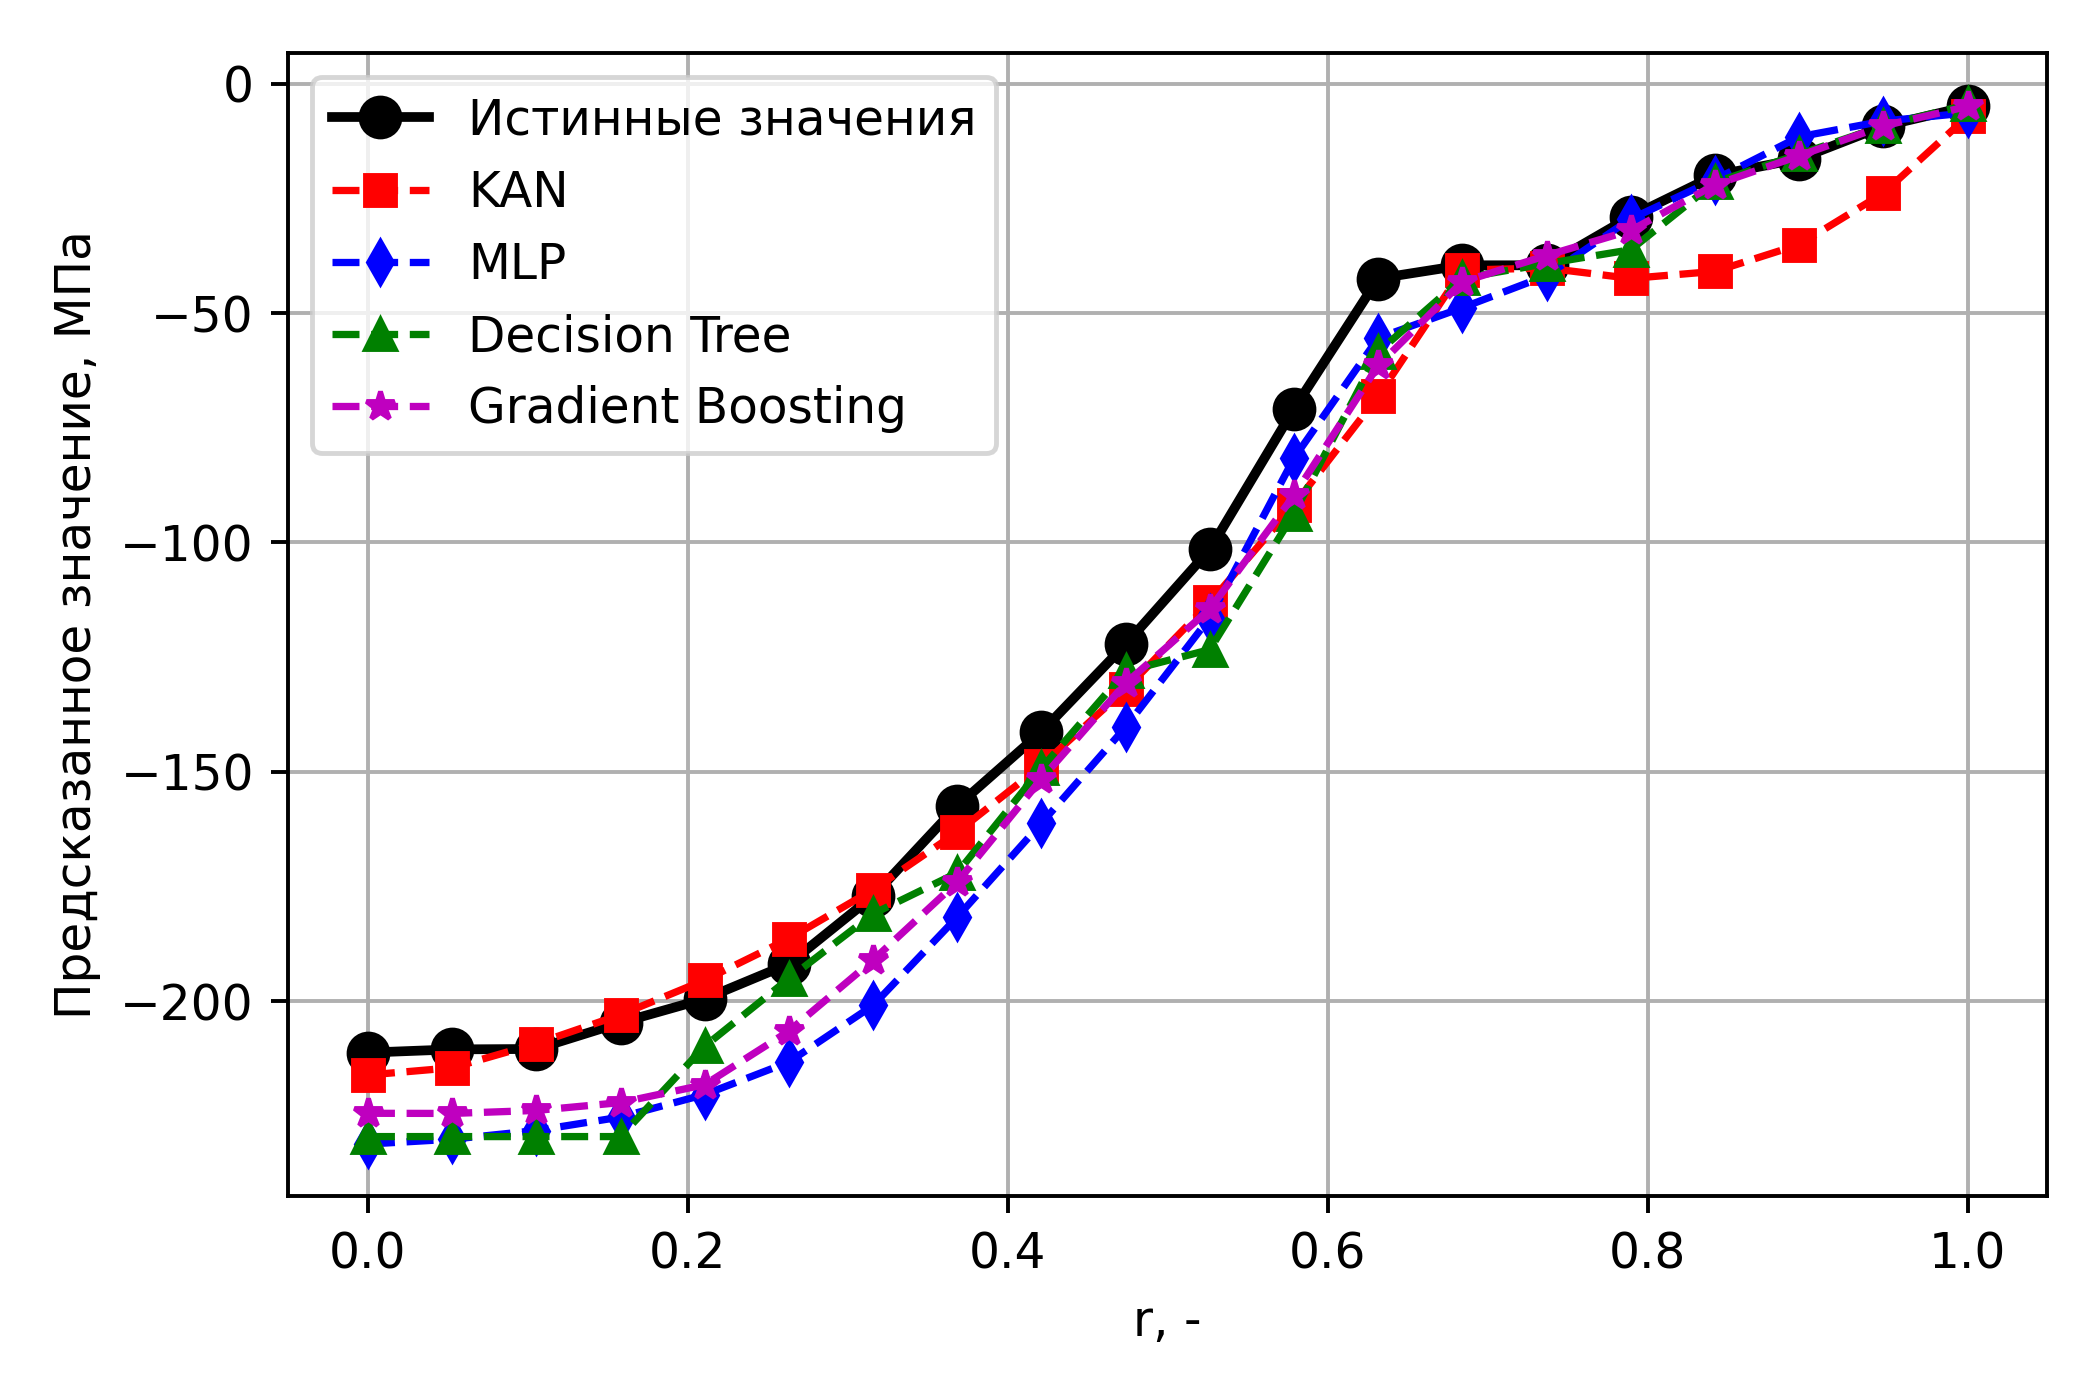 Предсказанное значение, МПа
0
−50
−100
−150
−200
Истинные значения
KAN
MLP
Decision Tree
Gradient Boosting
0.0 0.2 0.4 0.6 0.8 1.0
r, -